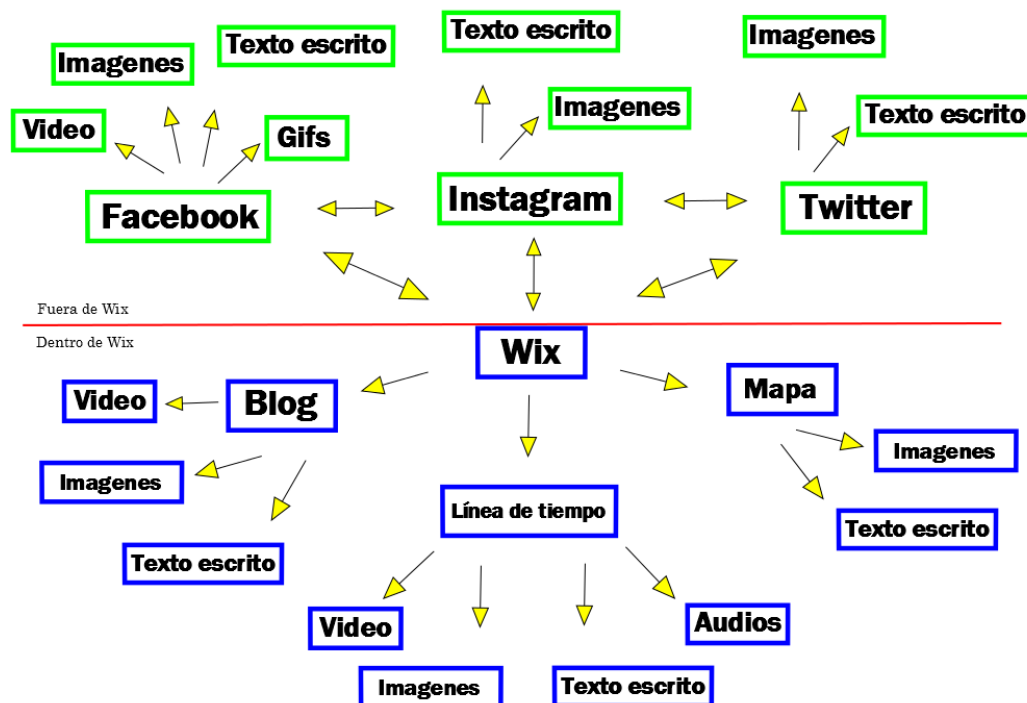 Texto escrito
Texto escrito
Imagenes
Imagenes
Imagenes
Texto escrito
Video
Gifs
Facebook
Instagram
Twitter
Fuera de Wix
Dentro de Wix
Wix
Video
Blog
Mapa
Imagenes
Imagenes
Línea de tiempo
Texto escrito
Texto escrito
Video
Audios
Imagenes
Texto escrito